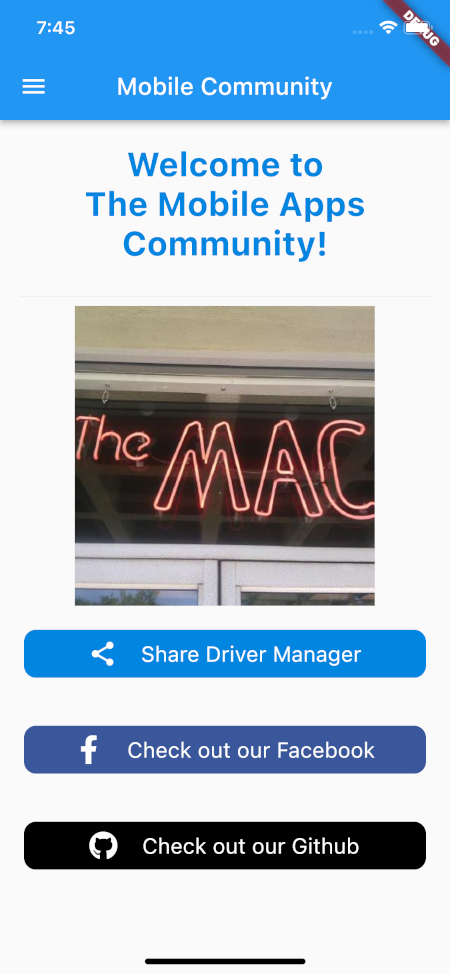 7:45
DEBUG
Mobile Community
Welcome to
The Mobile Apps
Community!
The MAC
Share Driver Manager
Check out our Facebook
Check out our Github